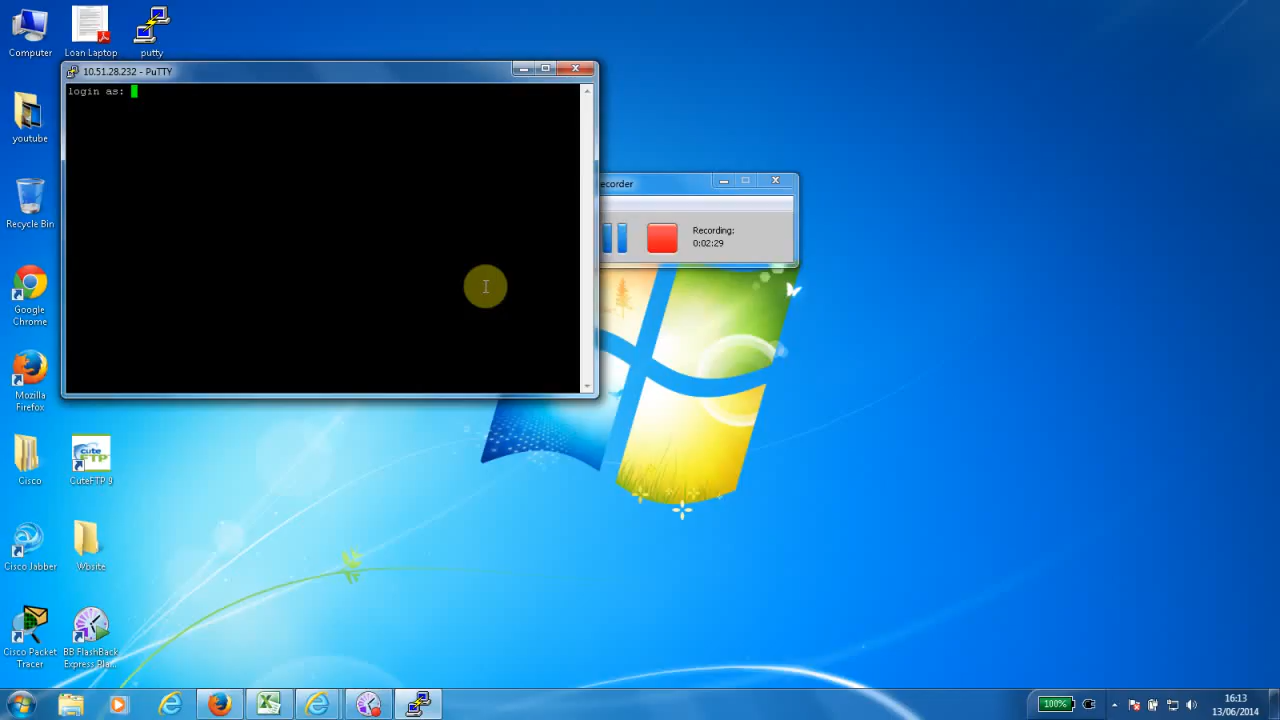 Computer
Loan Laptop
putty
10.51.28.232 - PuTTY
login as:
youtube
ecorder
Recording:
0:02:29
Recycle Bin
Google
Chrome
Mozilla
Firefox
Cisco
cute
FTP
CuteFTP 9
Cisco Jabber
Wbsite
Cisco Packet
Tracer
BB FlashBack
Express Pla...
100%
16:13
13/06/2014